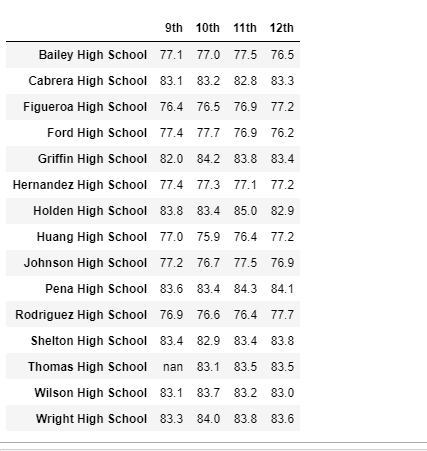 9th 10th 11th 12th
Bailey High School 77.1 77.0 77.5 76.5
Cabrera High School 83.1 83.2 82.8 83.3
Figueroa High School 76.4 76.5 76.9 77.2
Ford High School 77.4 77.7 76.9 76.2
Griffin High School 82.0 84.2 83.8 83.4
Hernandez High School 77.4 77.3 77.1 77.2
Holden High School 83.8 83.4 85.0 82.9
Huang High School 77.0 75.9 76.4 77.2
Johnson High School 77.2 76.7 77.5 76.9
Pena High School 83.6 83.4 84.3 84.1
Rodriguez High School 76.9 76.6 76.4 77.7
Shelton High School 83.4 82.9 83.4 83.8
Thomas High School nan 83.1 83.5 83.5
Wilson High School 83.1 83.7 83.2 83.0
Wright High School 83.3 84.0 83.8 83.6